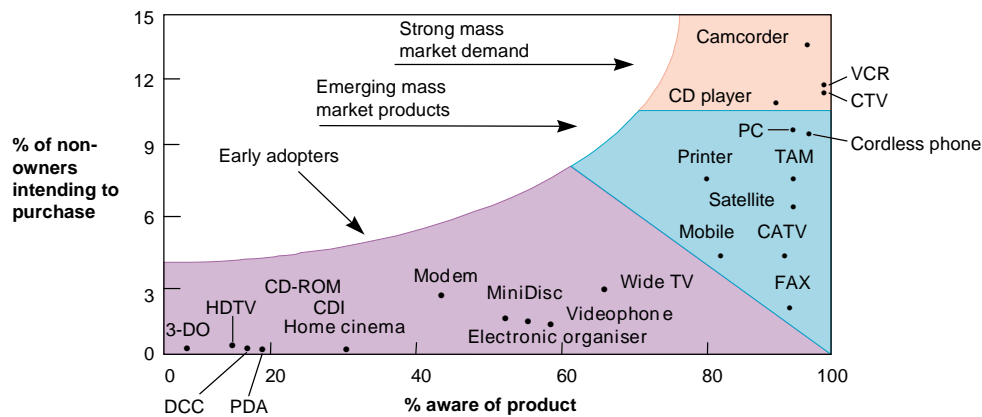 15
12
9
6
3
0
% of non-
owners
intending to
purchase
Strong mass
market demand
Emerging mass
market products
Early adopters
Camcorder
VCR
CTV
CD player
PC
Cordless phone
Printer
TAM
Satellite
Mobile
CATV
FAX
Modem
Wide TV
MiniDisc
Videophone
Electronic organiser
CD-ROM
CDI
Home cinema
HDTV
3-DO
DCC
PDA
0
20
40
60
80
100
% aware of product